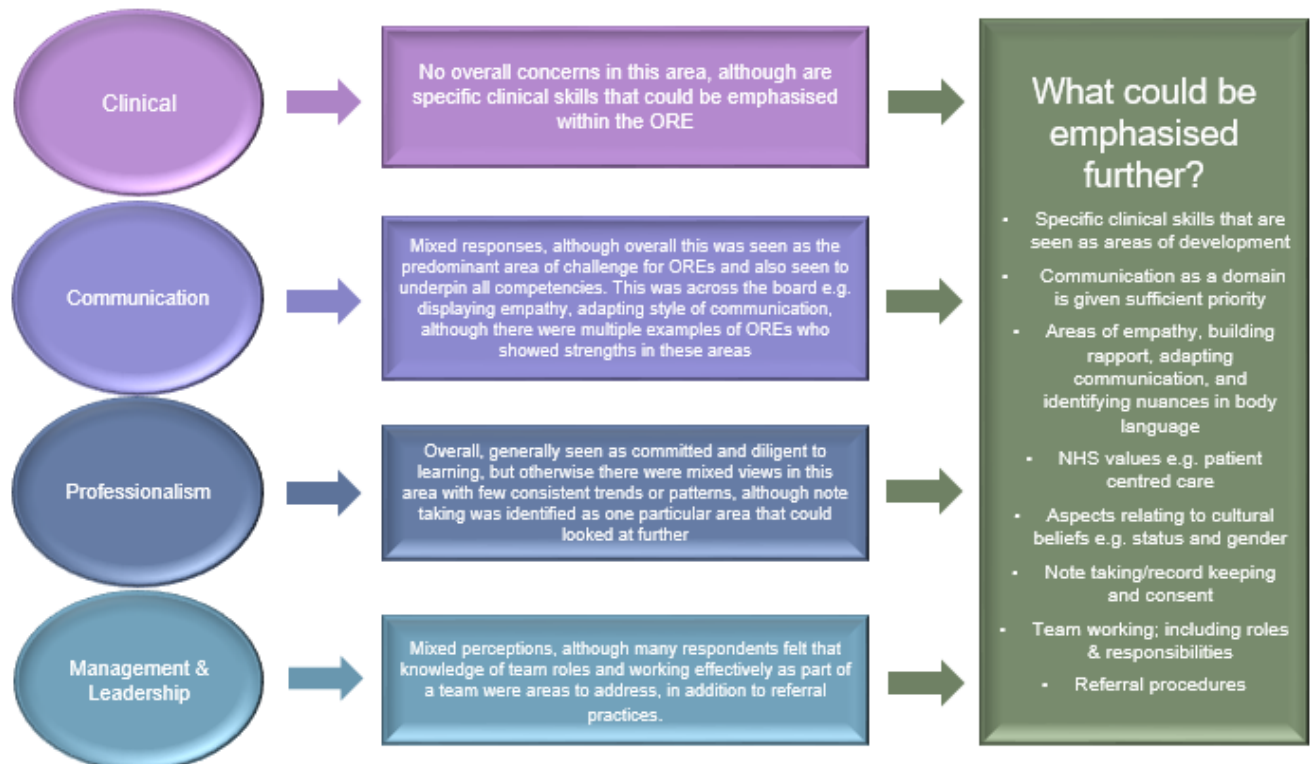 Clinical
No overall concerns in this area, although are
specific clinical skills that could be emphasised
within the ORE
Communication
Mixed responses, although overall this was seen as the
predominant area of challenge for OREs and also seen to
underpin all competencies. This was across the board e.g.
displaying empathy, adapting style of communication,
although there were multiple examples of OREs who
showed strengths in these areas
Professionalism
Overall, generally seen as committed and diligent to
learning, but otherwise there were mixed views in this
area with few consistent trends or patterns, although note
taking was identified as one particular area that could
looked at further
Management &
Leadership
Mixed perceptions, although many respondents felt that
knowledge of team roles and working effectively as part of
a team were areas to address, in addition to referral
practices.
What could be
emphasised
further?
- Specific clinical skills that are
seen as areas of development
- Communication as a domain
is given sufficient priority
- Areas of empathy, building
rapport, adapting
communication, and
identifying nuances in body
language
- NHS values e.g. patient
centred care
- Aspects relating to cultural
beliefs e.g. status and gender
- Note taking/record keeping
and consent
- Team working; including roles
& responsibilities
- Referral procedures